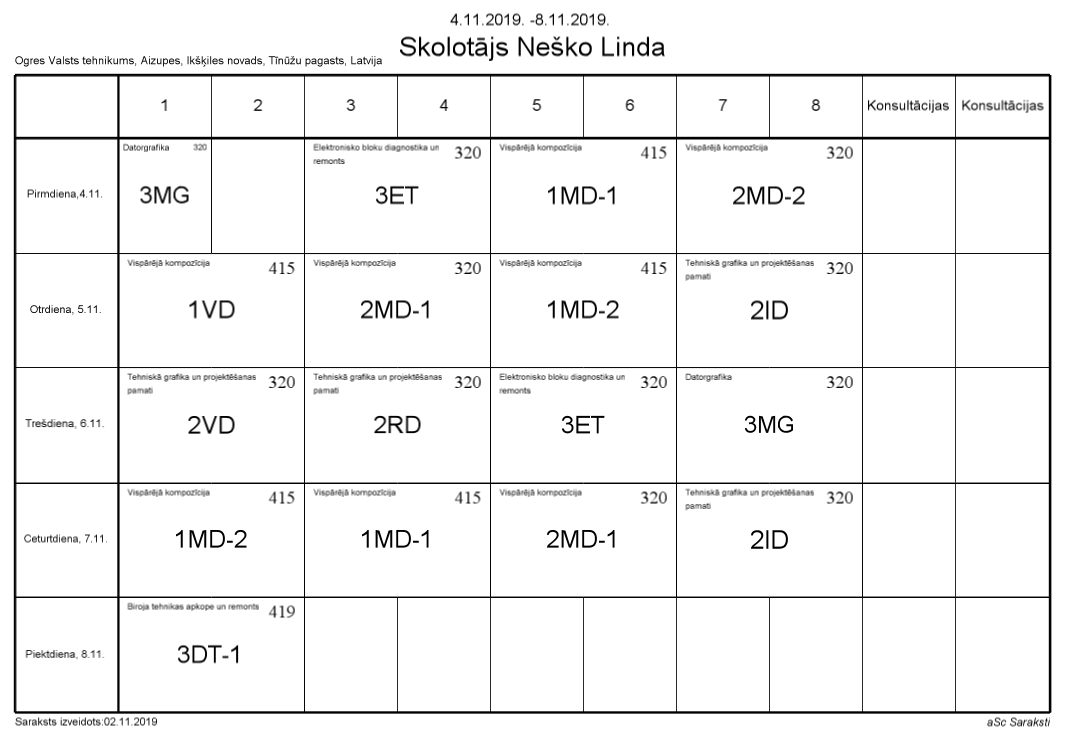 4.11.2019. -8.11.2019.
Skolotājs Neško Linda
Ogres Valsts tehnikums, Aizupes, Ikšķiles novads, Tīnūžu pagasts, Latvija
1 2 3 4 5 6 7 8 Konsultācijas Konsultācijas
Pirmdiena,4.11.
Datorgrafika 320
3MG
Elektronisko bloku diagnostika un 320
remonts
3ET
Vispārējā kompozīcija 415
1MD-1
Vispārējā kompozīcija 320
2MD-2
Otrdiena, 5.11.
Vispārējā kompozīcija 415
1VD
Vispārējā kompozīcija 320
2MD-1
Vispārējā kompozīcija 415
1MD-2
Tehniskā grafika un projektēšanas 320
pamati
2ID
Trešdiena, 6.11.
Tehniskā grafika un projektēšanas 320
pamati
2VD
Tehniskā grafika un projektēšanas 320
pamati
2RD
Elektronisko bloku diagnostika un 320
remonts
3ET
Datorgrafika 320
3MG
Ceturtdiena, 7.11.
Vispārējā kompozīcija 415
1MD-2
Vispārējā kompozīcija 415
1MD-1
Vispārējā kompozīcija 320
2MD-1
Tehniskā grafika un projektēšanas 320
pamati
2ID
Piektdiena, 8.11.
Biroja tehnikas apkope un remonts 419
3DT-1
Saraksts izveidots:02.11.2019
aSc Saraksti